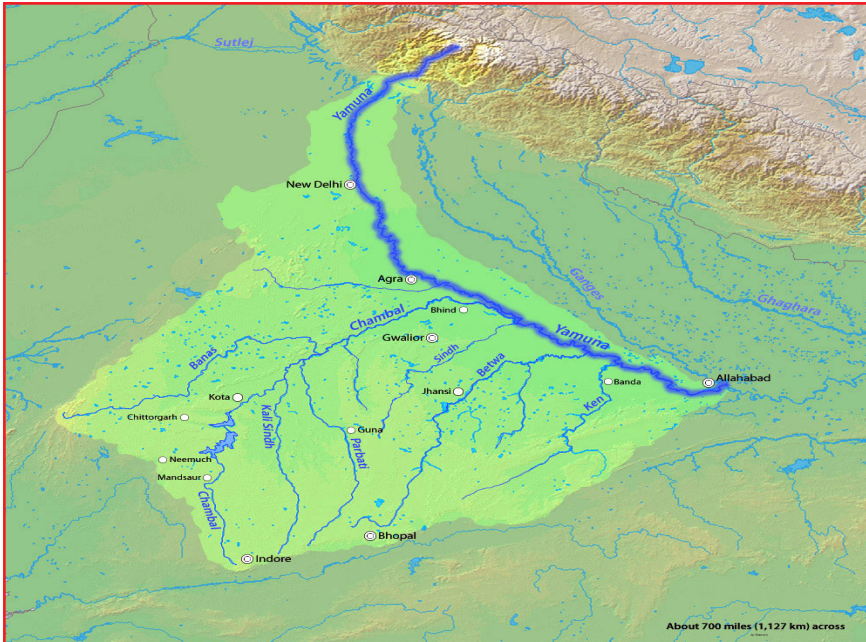 Sutlej
Yamuna
New Delhi
Agra
Ganges
Ghaghara
Chambal
Bhind
Yamuna
Gwalior
Sindh
Banas
Betwa
Allahabad
Banda
Jhansi
Kota
Ken
Chittorgarh
Kali Sindh
Guna
Parbati
Neemuch
Mandsaur
Chambal
Bhopal
Indore
About 700 miles (1,127 km) across